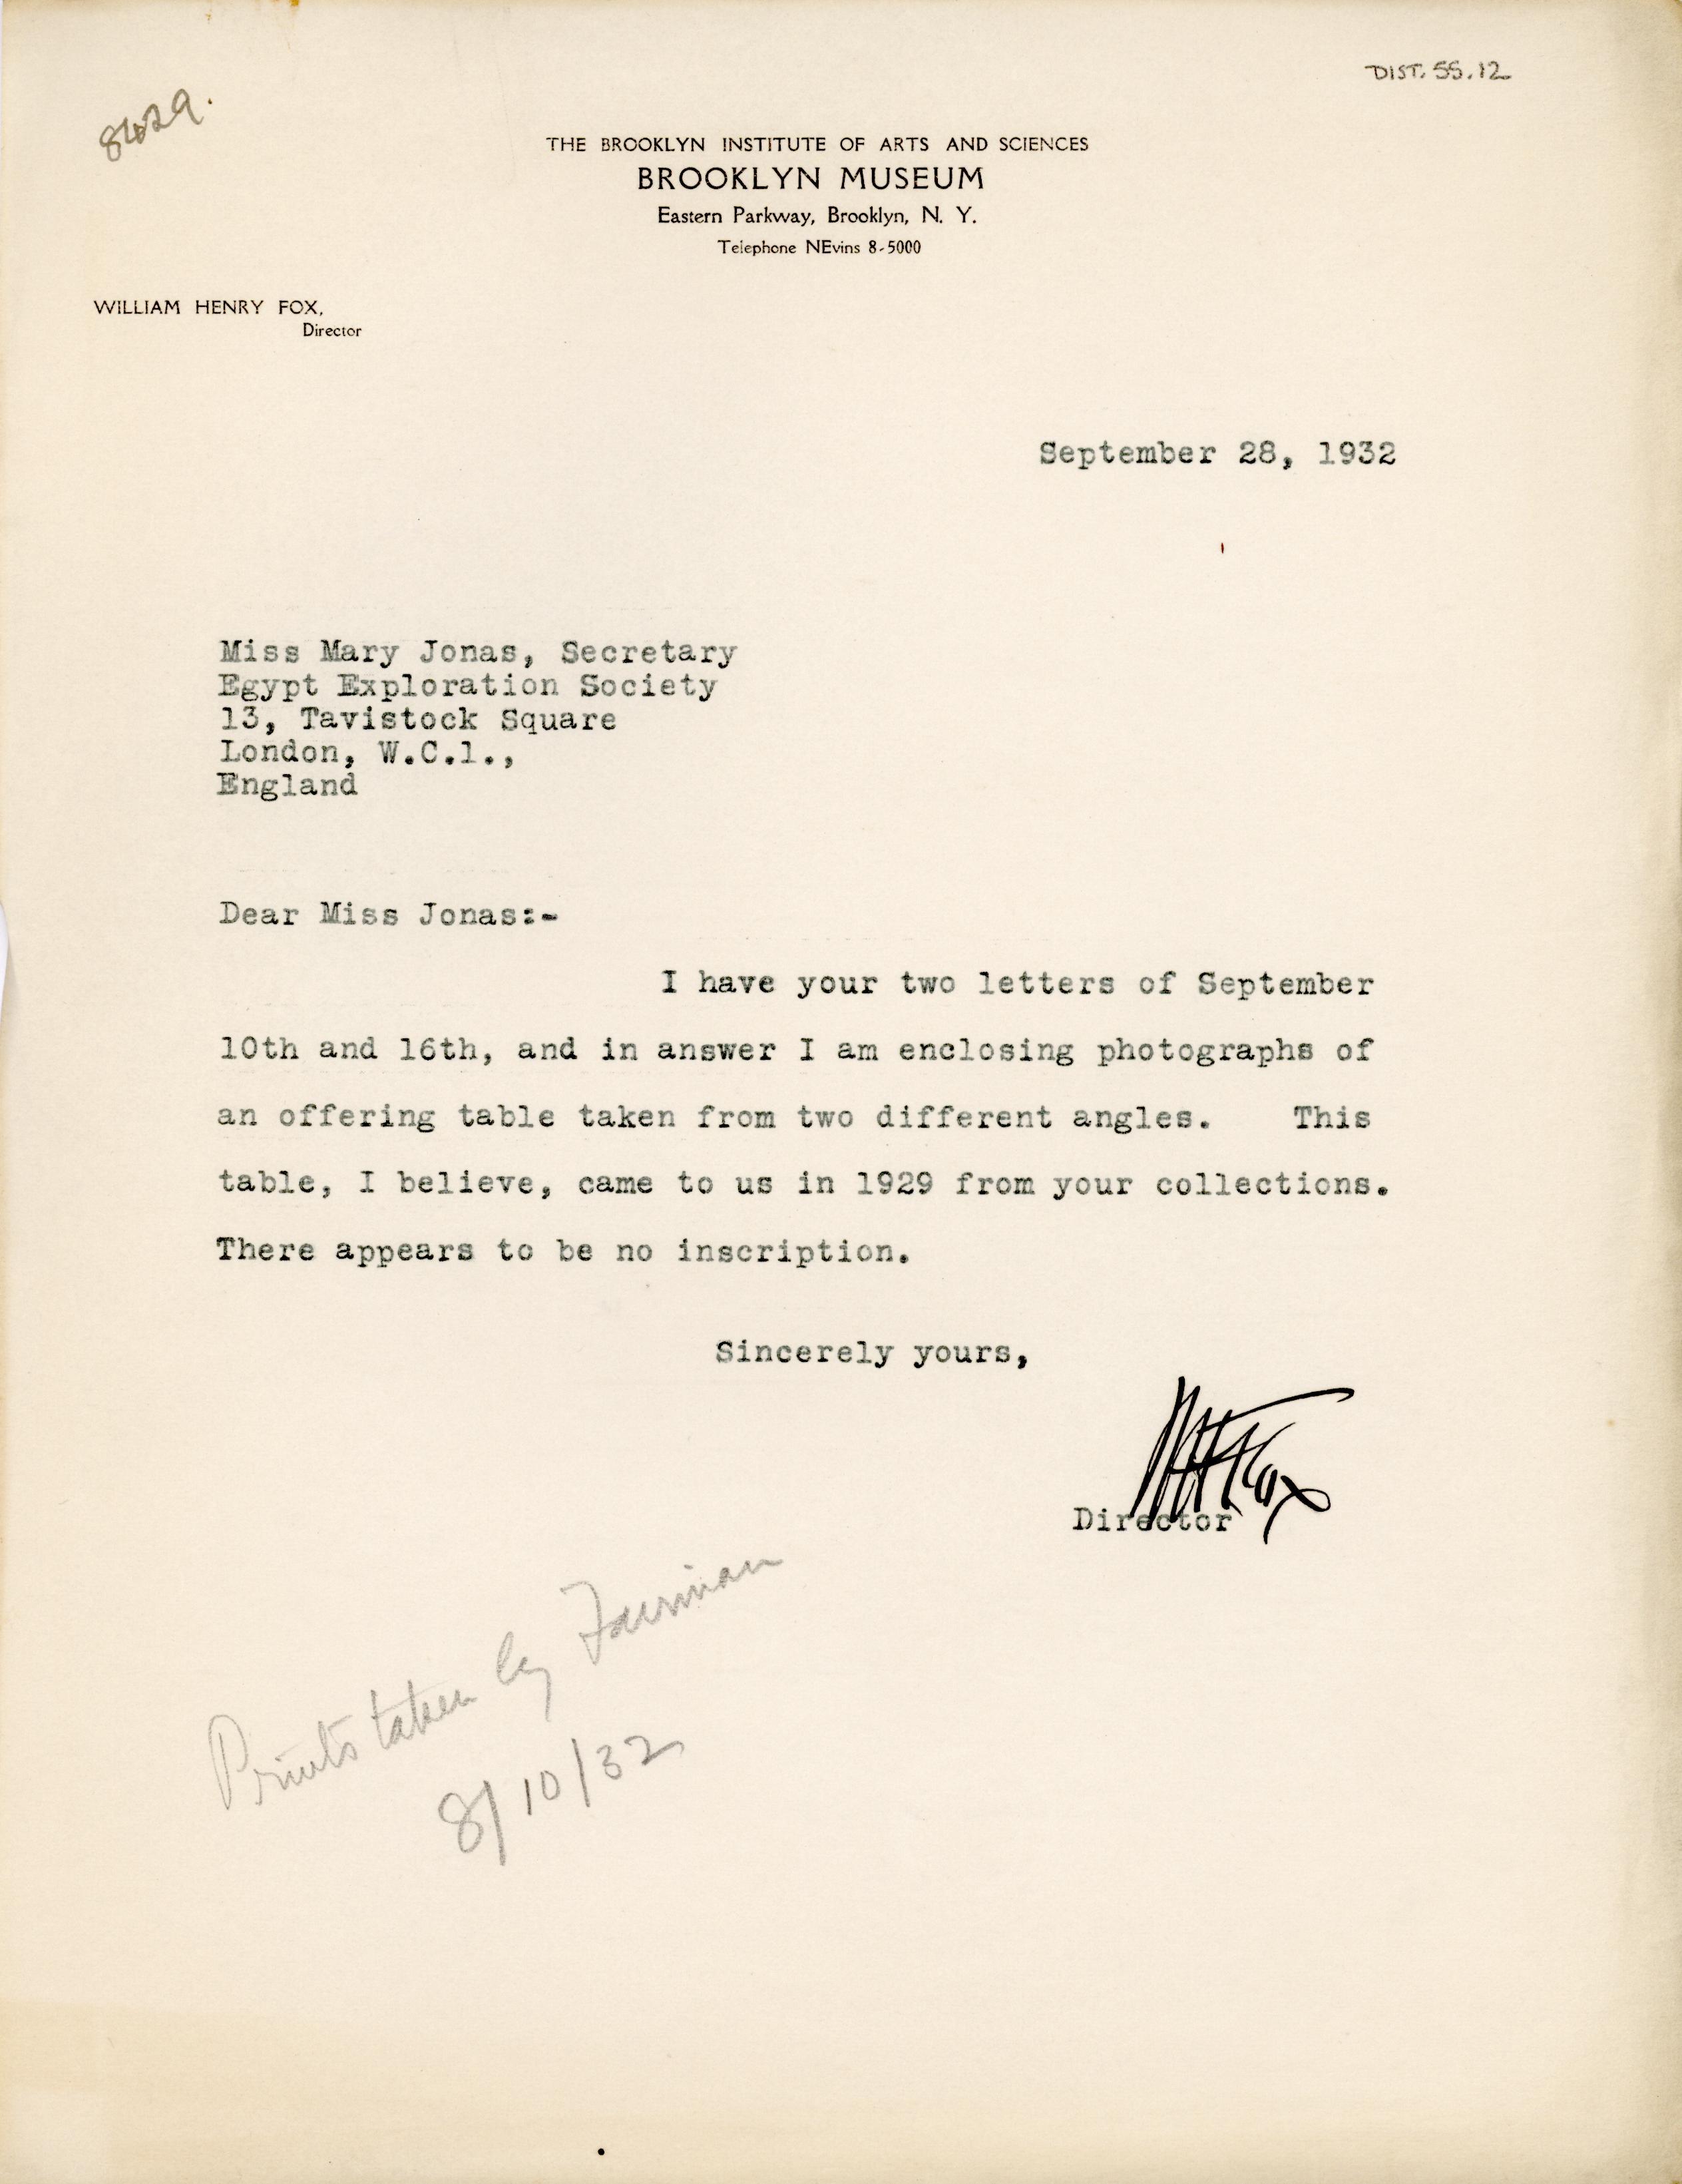 DIST. 55.12
8429.
THE BROOKLYN INSTITUTE OF ARTS AND SCIENCES
BROOKLYN MUSEUM
Eastern Parkway, Brooklyn, N. Y.
Telephone NEvins 8-5000
WILLIAM HENRY FOX,
Director
September 28, 1932
Miss Mary Jonas, Secretary
Egypt Exploration Society
13, Tavistock Square
London, W.C.1.,
England
Dear Miss Jonas:-
I have your two letters of September
10th and 16th, and in answer I am enclosing photographs of
an offering table taken from two different angles. This
table, I believe, came to us in 1929 from your collections.
There appears to be no inscription.
Sincerely yours,
WHFox
Director
Prints taken by Fairman
8/10/32